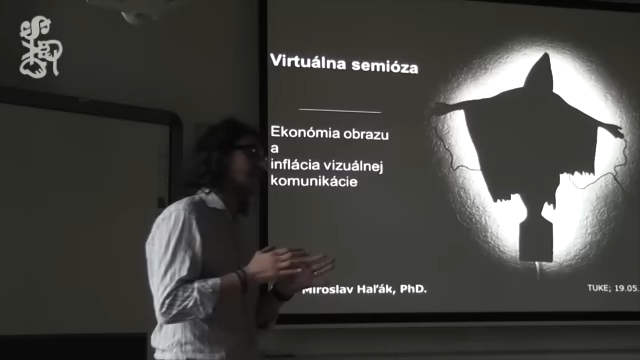 Virtuálna semióza
Ekonómia obrazu
a
inflácia vizuálnej
komunikácie
Miroslav Haľák, PhD.
TUKE; 19.05.